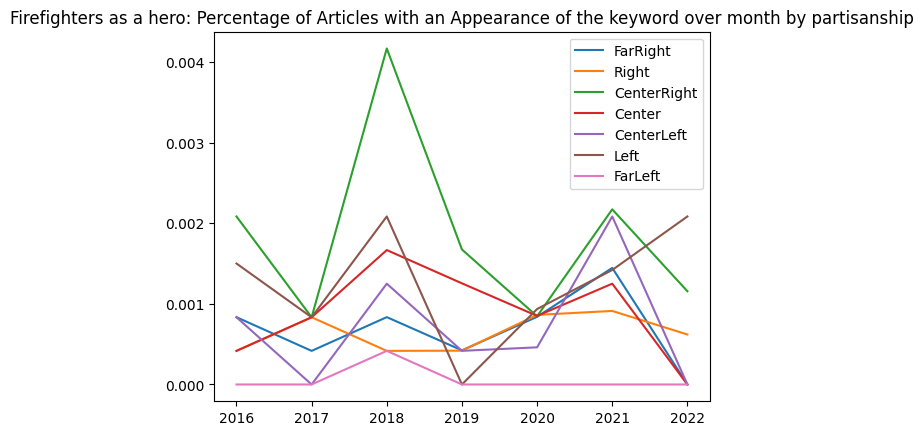 Firefighters as a hero: Percentage of Articles with an Appearance of the keyword over month by partisanship
0.004
0.003
0.002
0.001
0.000
FarRight
Right
CenterRight
Center
CenterLeft
Left
FarLeft
2016 2017 2018 2019 2020 2021 2022